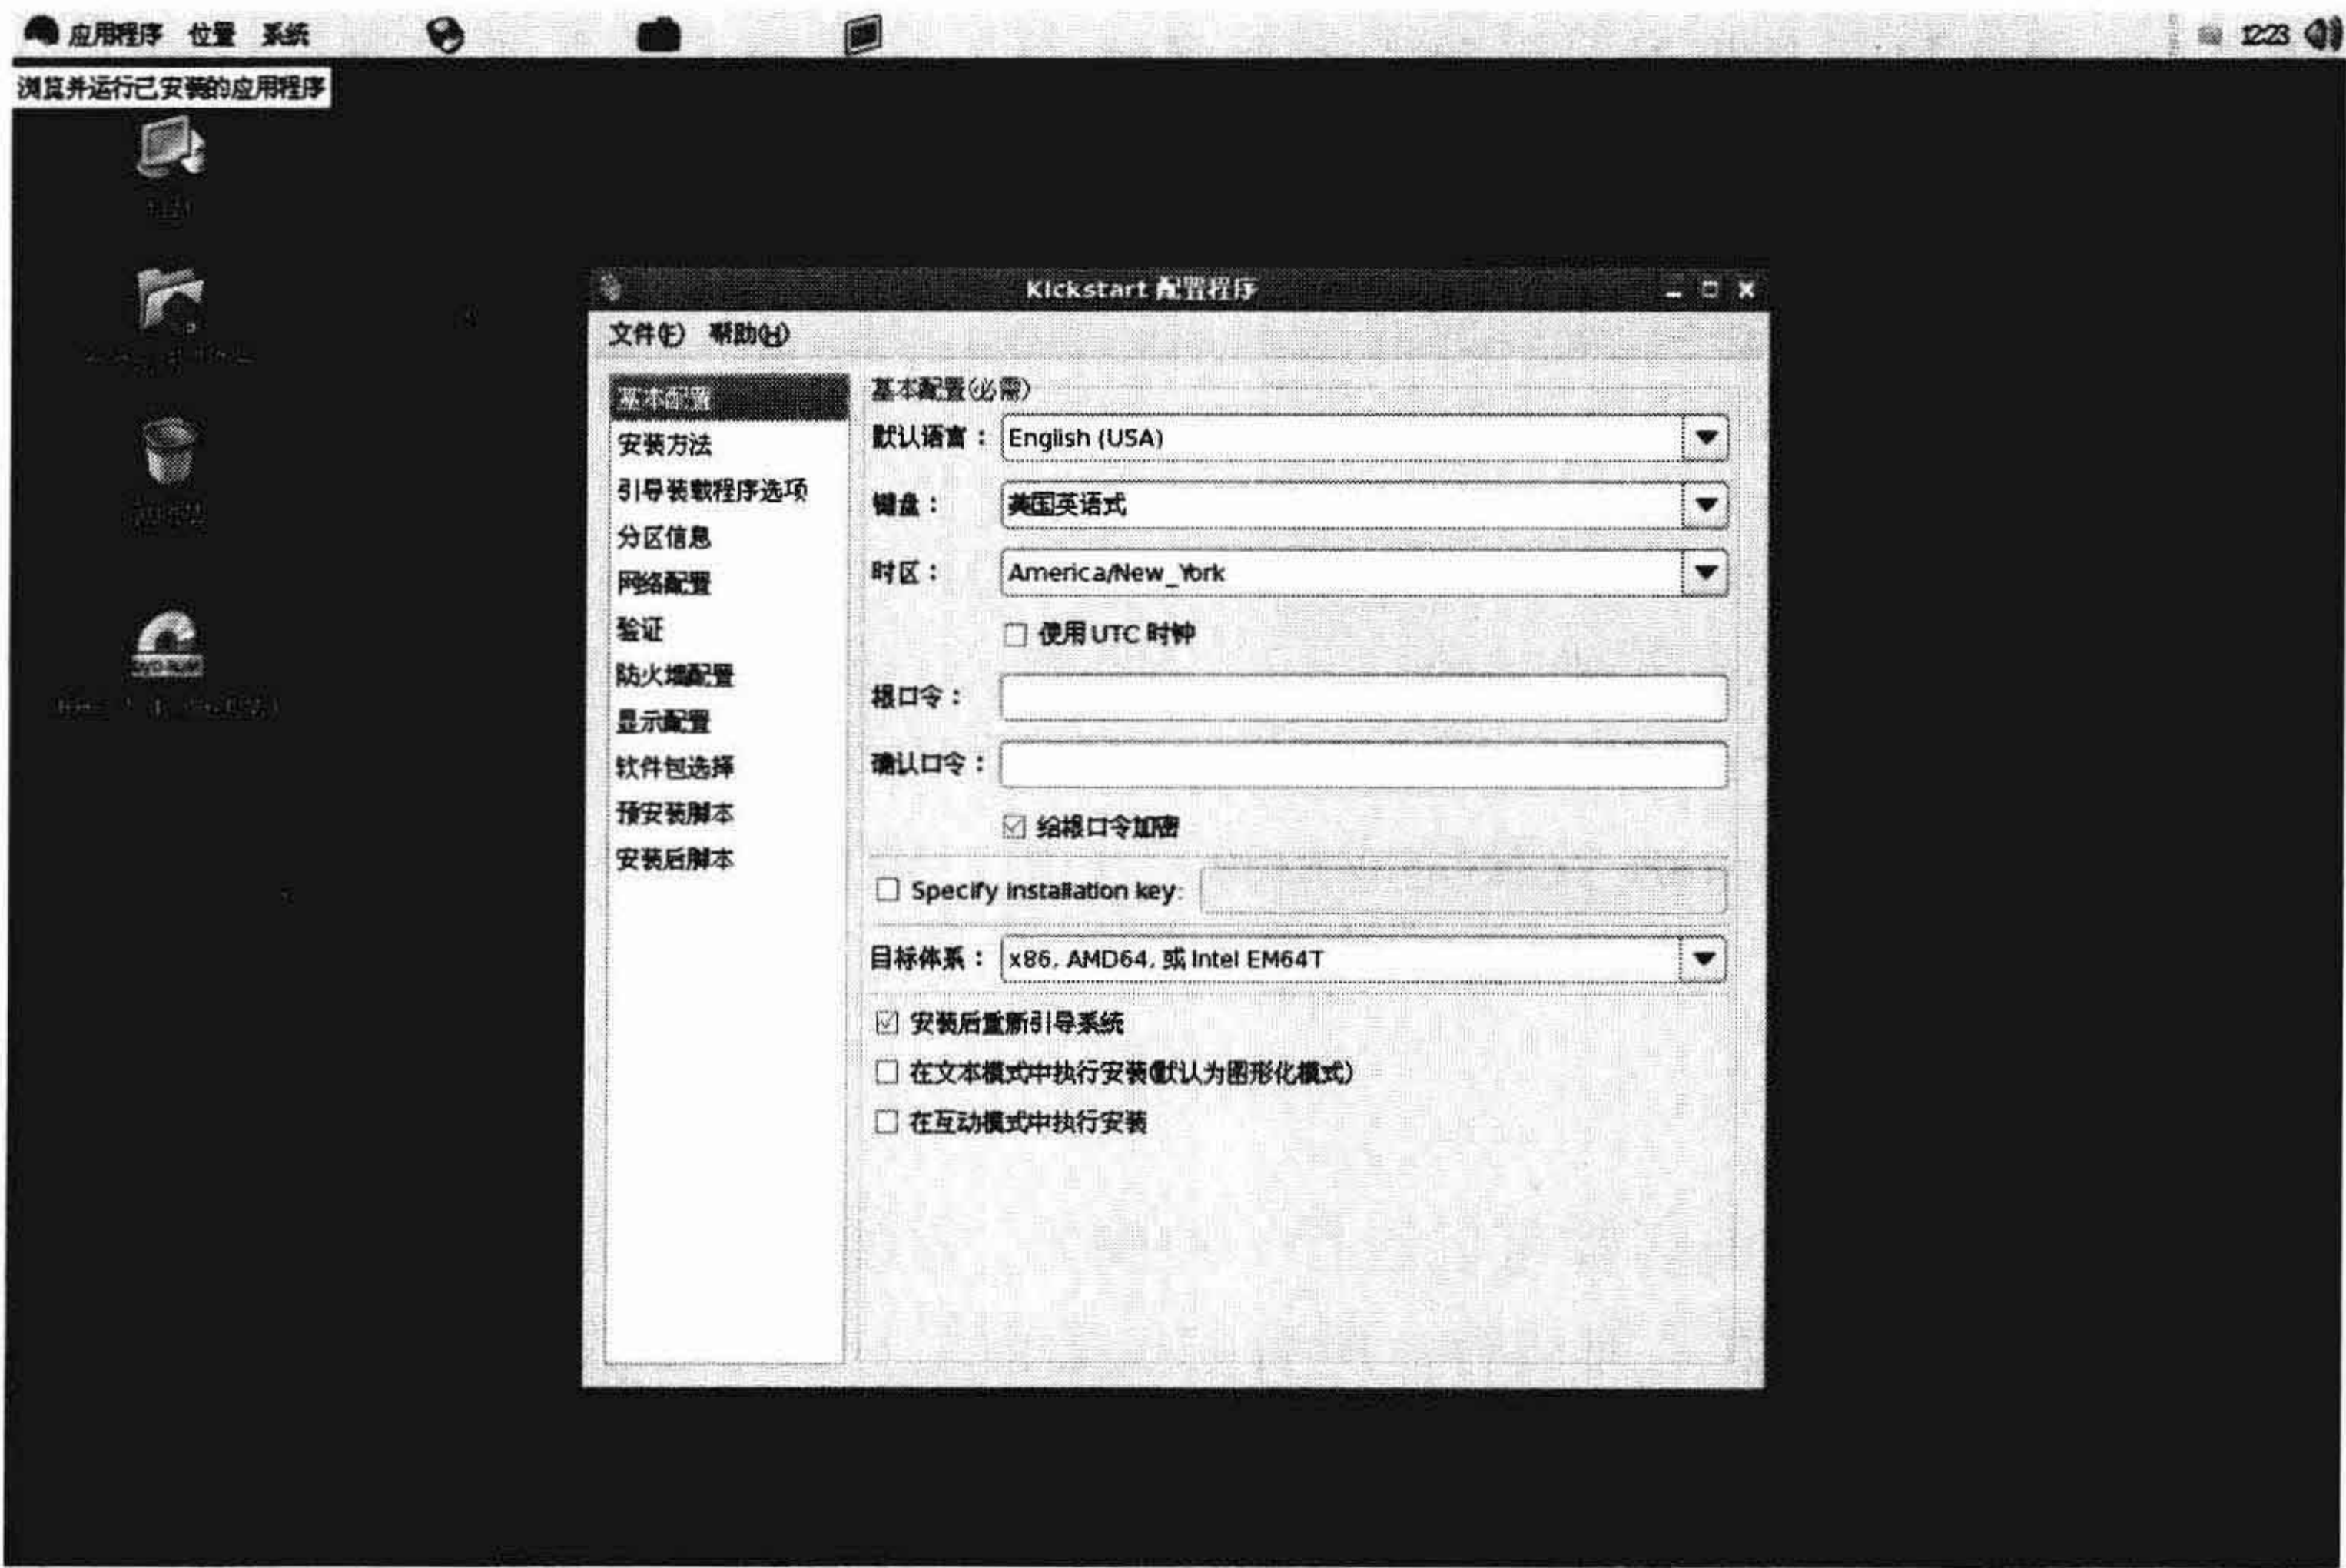 应用程序 位置 系统 12:23
浏览并运行已安装的应用程序
DVD-ROM
Kickstart 配置程序
文件(F) 帮助(H)
基本配置
安装方法
引导装载程序选项
分区信息
网络配置
验证
防火墙配置
显示配置
软件包选择
预安装脚本
安装后脚本
基本配置(必需)
默认语言： English (USA)
键盘： 美国英语式
时区： America/New_York
使用 UTC 时钟
根口令：
确认口令：
给根口令加密
Specify installation key:
目标体系： x86, AMD64, 或 Intel EM64T
安装后重新引导系统
在文本模式中执行安装(默认为图形化模式)
在互动模式中执行安装